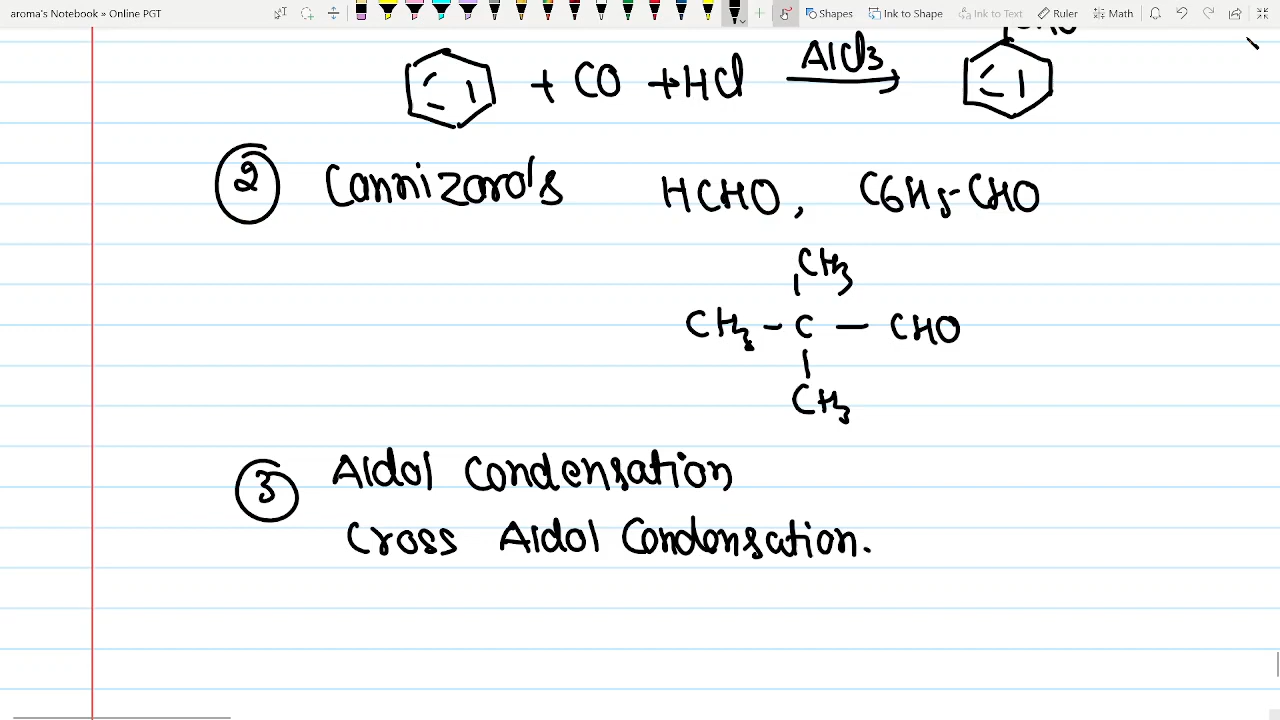 aroma's Notebook » Online PGT
Shapes Ink to Shape Ink to Text Ruler Math
+ CO + HCl AlCl3 CHO
2 Cannizaro's HCHO, C6H5-CHO
CH3
CH3 - C - CHO
CH3
3 Aldol Condensation
Cross Aldol Condensation.